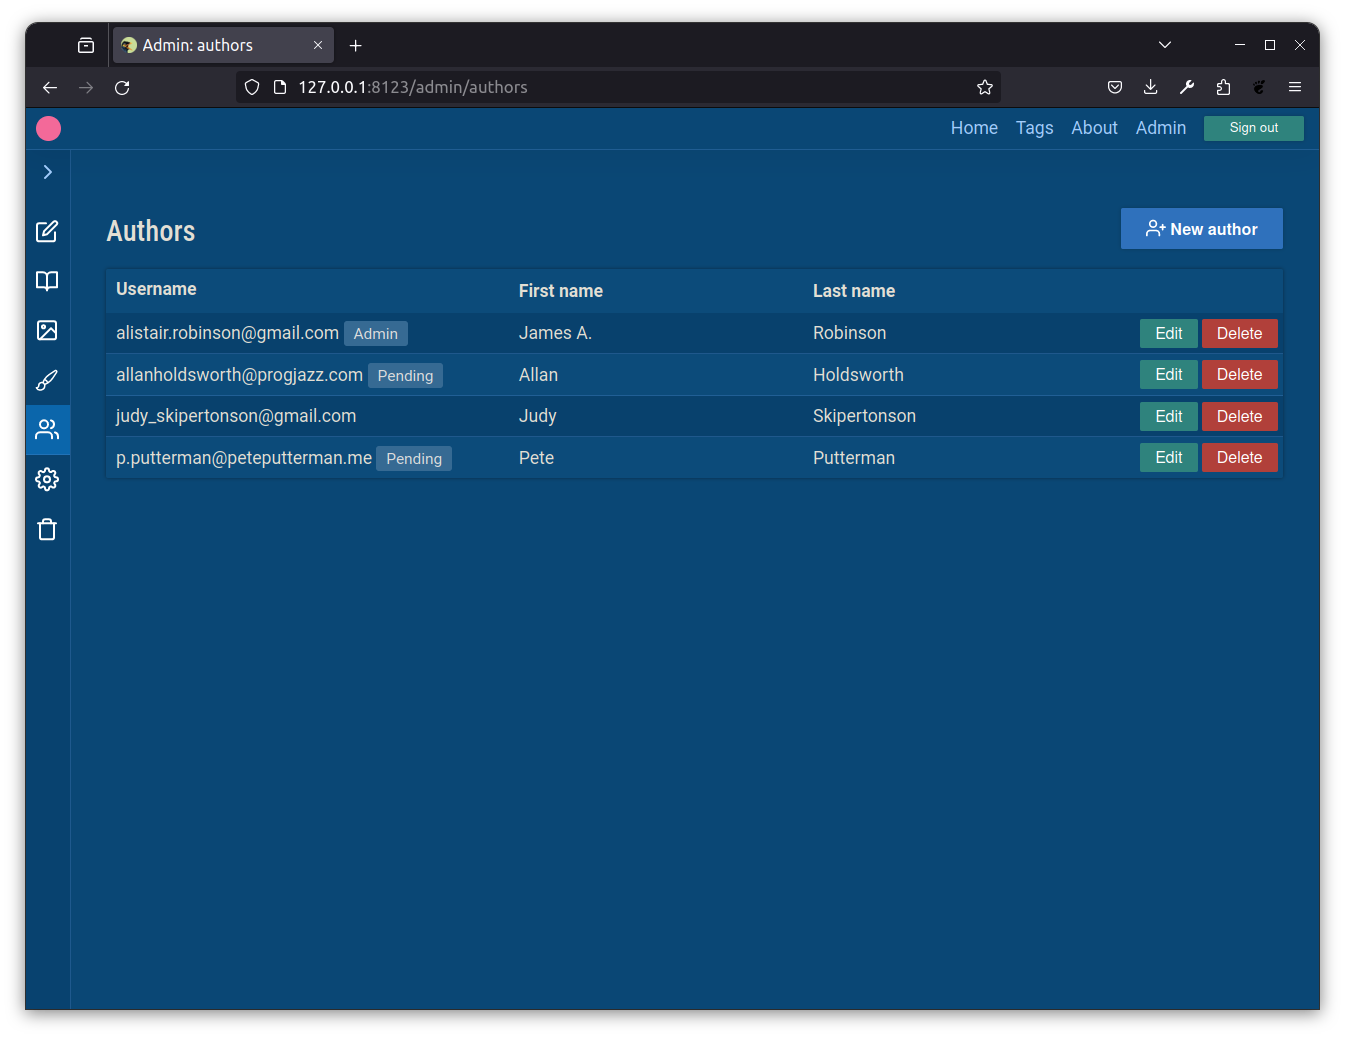 Admin: authors
127.0.0.1:8123/admin/authors
Home Tags About Admin Sign out
Authors
New author
Username First name Last name
alistair.robinson@gmail.com Admin James A. Robinson Edit Delete
allanholdsworth@progjazz.com Pending Allan Holdsworth Edit Delete
judy_skipertonson@gmail.com Judy Skipertonson Edit Delete
p.putterman@peteputterman.me Pending Pete Putterman Edit Delete